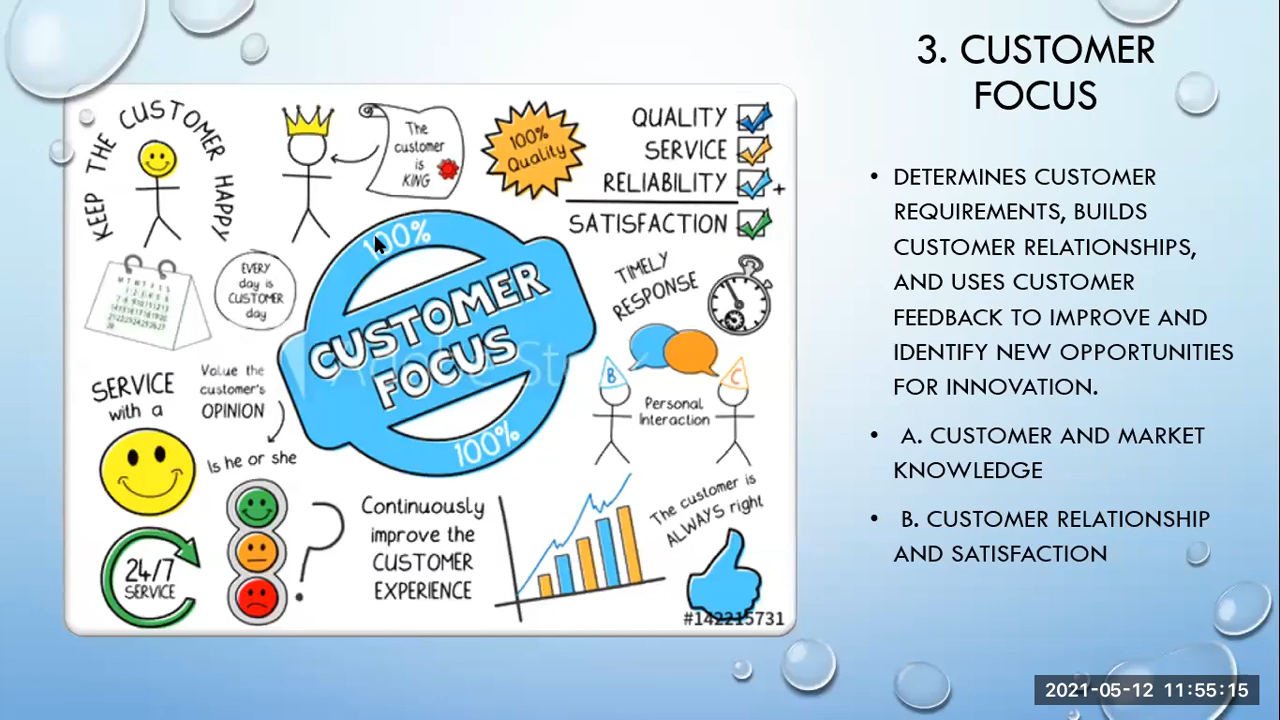 3. CUSTOMER
FOCUS
KEEP THE CUSTOMER HAPPY
The
customer
is
KING
100%
Quality
QUALITY
SERVICE
RELIABILITY +
SATISFACTION
EVERY
day is
CUSTOMER
day
100%
CUSTOMER
FOCUS
100%
TIMELY
RESPONSE
SERVICE
with a
Value the
customer's
OPINION
Is he or she
?
B
C
Personal
Interaction
24/7
SERVICE
Continuously
improve the
CUSTOMER
EXPERIENCE
The customer is
ALWAYS right
#142215731
• DETERMINES CUSTOMER
REQUIREMENTS, BUILDS
CUSTOMER RELATIONSHIPS,
AND USES CUSTOMER
FEEDBACK TO IMPROVE AND
IDENTIFY NEW OPPORTUNITIES
FOR INNOVATION.
• A. CUSTOMER AND MARKET
KNOWLEDGE
• B. CUSTOMER RELATIONSHIP
AND SATISFACTION
2021-05-12 11:55:15